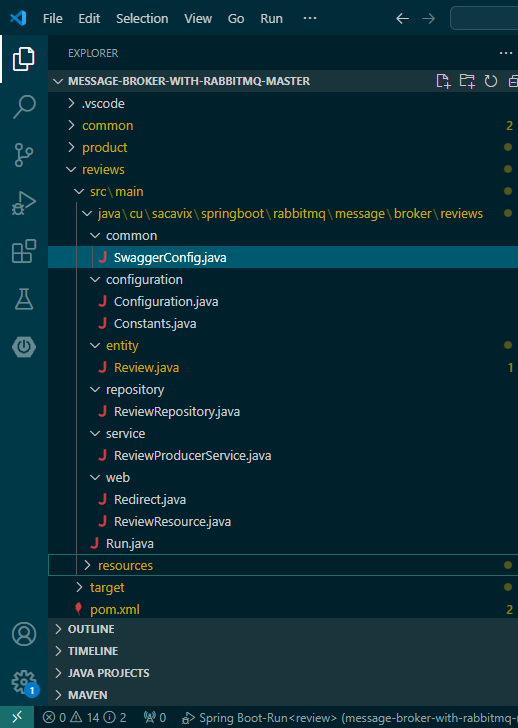 File Edit Selection View Go Run ···
EXPLORER ···
MESSAGE-BROKER-WITH-RABBITMQ-MASTER
.vscode
common 2
product
reviews
src\main
java\cu\sacavix\springboot\rabbitmq\message\broker\reviews
common
J SwaggerConfig.java
configuration
J Configuration.java
J Constants.java
entity
J Review.java 1
repository
J ReviewRepository.java
service
J ReviewProducerService.java
web
J Redirect.java
J ReviewResource.java
J Run.java
resources
target
pom.xml 2
OUTLINE
TIMELINE
JAVA PROJECTS
MAVEN
1
0 14 2 0 Spring Boot-Run<review> (message-broker-with-rabbitmq-